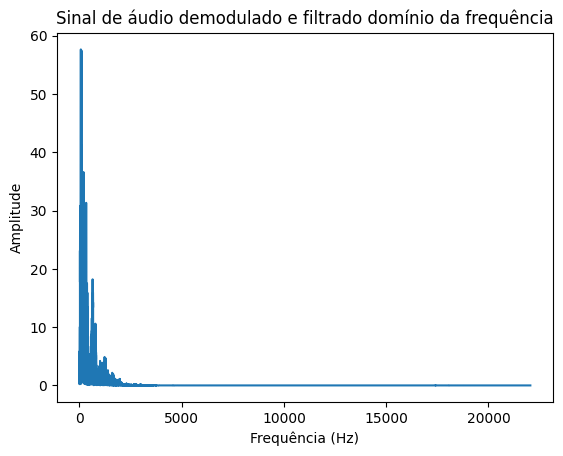 Sinal de áudio demodulado e filtrado domínio da frequência
60
50
40
30
20
10
0
Amplitude
0 5000 10000 15000 20000
Frequência (Hz)